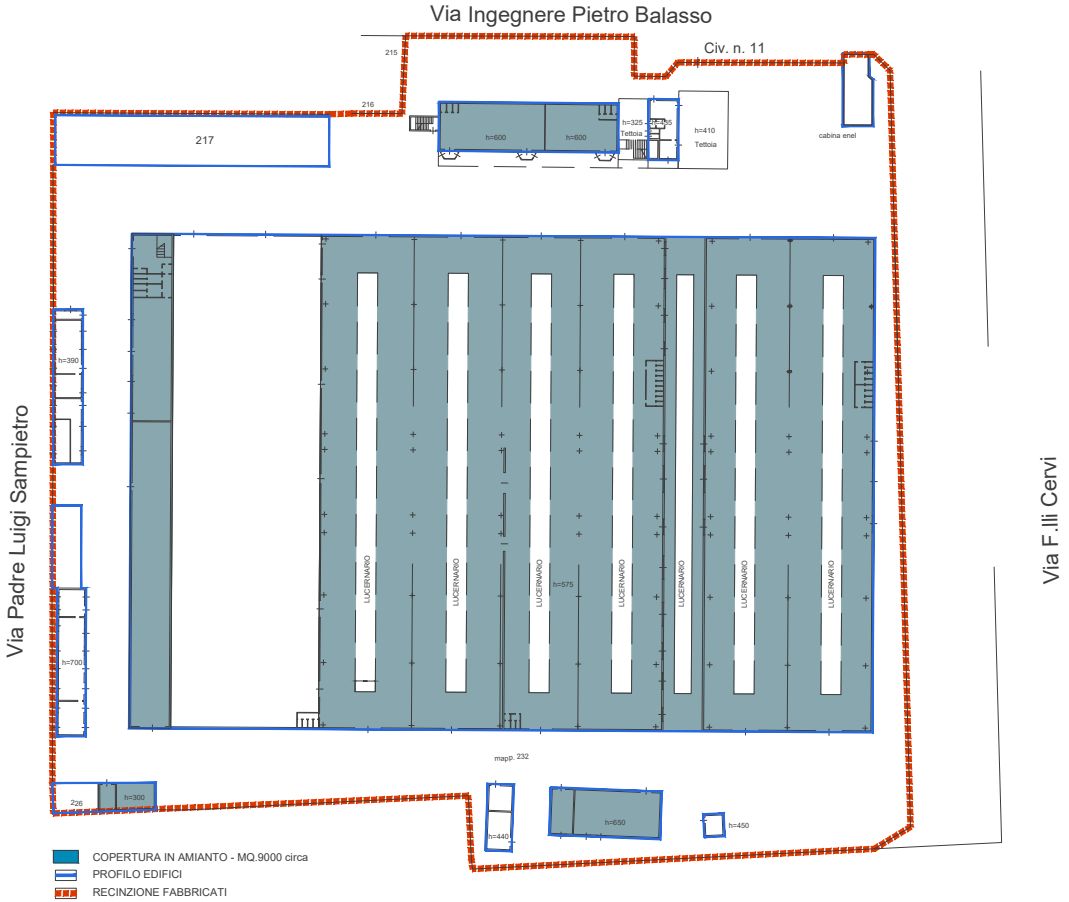 Via Ingegnere Pietro Balasso
215
Civ. n. 11
216
217
h=600
h=600
h=325
Tettoia
h=435
h=410
Tettoia
cabina enel
h=390
Via Padre Luigi Sampietro
Via F.lli Cervi
LUCERNARIO
LUCERNARIO
LUCERNARIO
LUCERNARIO
LUCERNARIO
LUCERNARIO
LUCERNARIO
h=575
h=700
mapp. 232
226
h=300
h=440
h=650
h=450
COPERTURA IN AMIANTO - MQ.9000 circa
PROFILO EDIFICI
RECINZIONE FABBRICATI